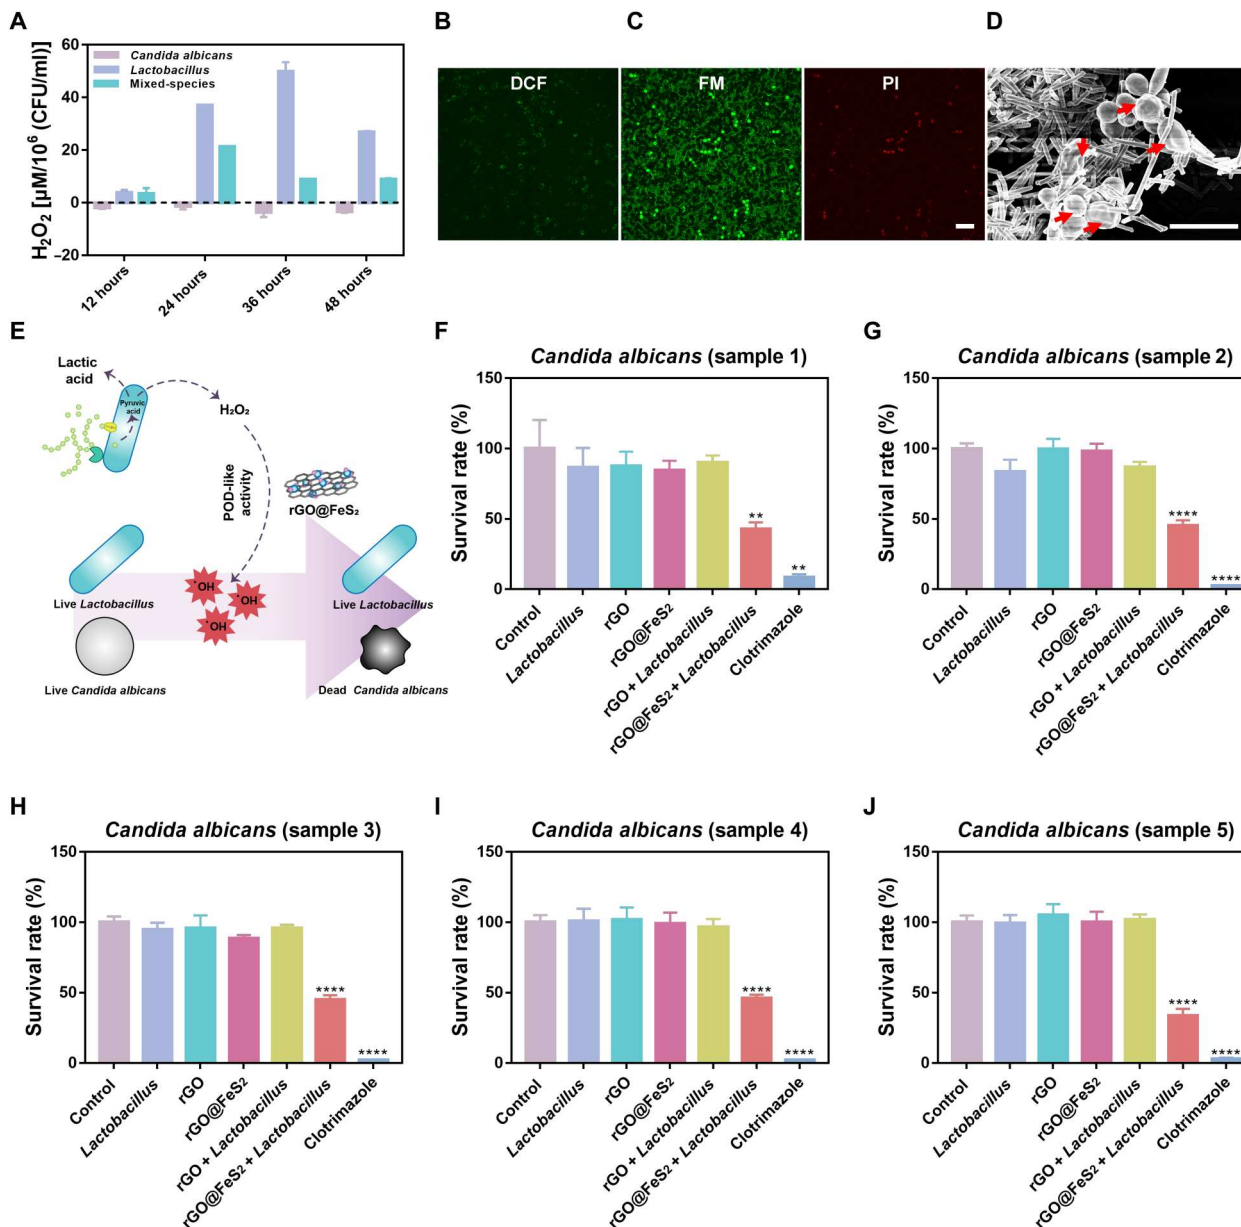 A
B
C
D
H₂O₂ [µM/10⁶ (CFU/ml)]
60
40
20
0
−20
Candida albicans
Lactobacillus
Mixed-species
12 hours
24 hours
36 hours
48 hours
DCF
FM
PI
E
Lactic
acid
Pyruvic
acid
H₂O₂
POD-like
activity
rGO@FeS₂
•OH
•OH
•OH
Live Lactobacillus
Live Lactobacillus
Live Candida albicans
Dead Candida albicans
F
Candida albicans (sample 1)
Survival rate (%)
150
100
50
0
**
**
Control
Lactobacillus
rGO
rGO@FeS₂
rGO + Lactobacillus
rGO@FeS₂ + Lactobacillus
Clotrimazole
G
Candida albicans (sample 2)
Survival rate (%)
150
100
50
0
****
****
Control
Lactobacillus
rGO
rGO@FeS₂
rGO + Lactobacillus
rGO@FeS₂ + Lactobacillus
Clotrimazole
H
Candida albicans (sample 3)
Survival rate (%)
150
100
50
0
****
****
Control
Lactobacillus
rGO
rGO@FeS₂
rGO + Lactobacillus
rGO@FeS₂ + Lactobacillus
Clotrimazole
I
Candida albicans (sample 4)
Survival rate (%)
150
100
50
0
****
****
Control
Lactobacillus
rGO
rGO@FeS₂
rGO + Lactobacillus
rGO@FeS₂ + Lactobacillus
Clotrimazole
J
Candida albicans (sample 5)
Survival rate (%)
150
100
50
0
****
****
Control
Lactobacillus
rGO
rGO@FeS₂
rGO + Lactobacillus
rGO@FeS₂ + Lactobacillus
Clotrimazole